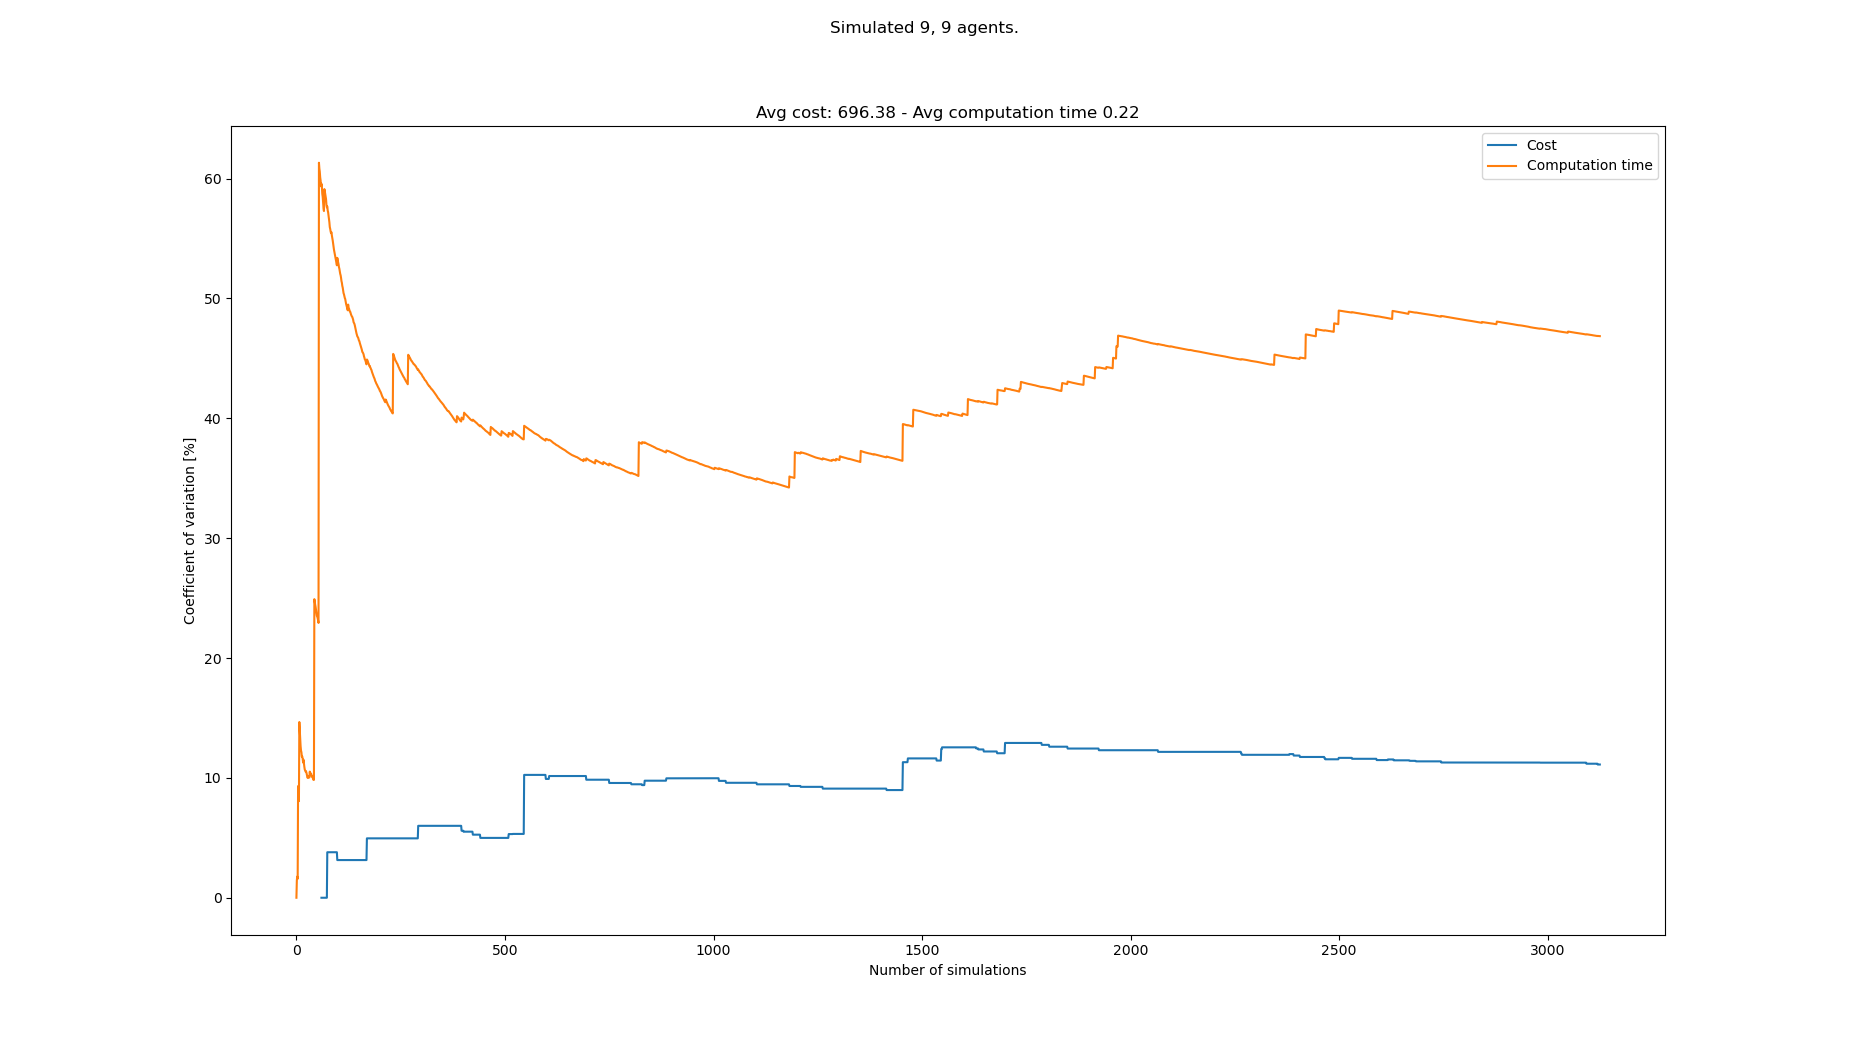 Simulated 9, 9 agents.
Avg cost: 696.38 - Avg computation time 0.22
Cost
Computation time
60
50
40
30
20
10
0
Coefficient of variation [%]
0 500 1000 1500 2000 2500 3000
Number of simulations